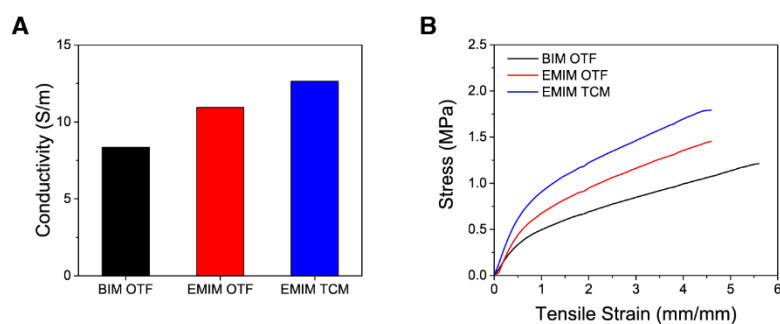 A
Conductivity (S/m)
15
10
5
0
BIM OTF
EMIM OTF
EMIM TCM
B
Stress (MPa)
2.5
2.0
1.5
1.0
0.5
0.0
BIM OTF
EMIM OTF
EMIM TCM
0 1 2 3 4 5 6
Tensile Strain (mm/mm)